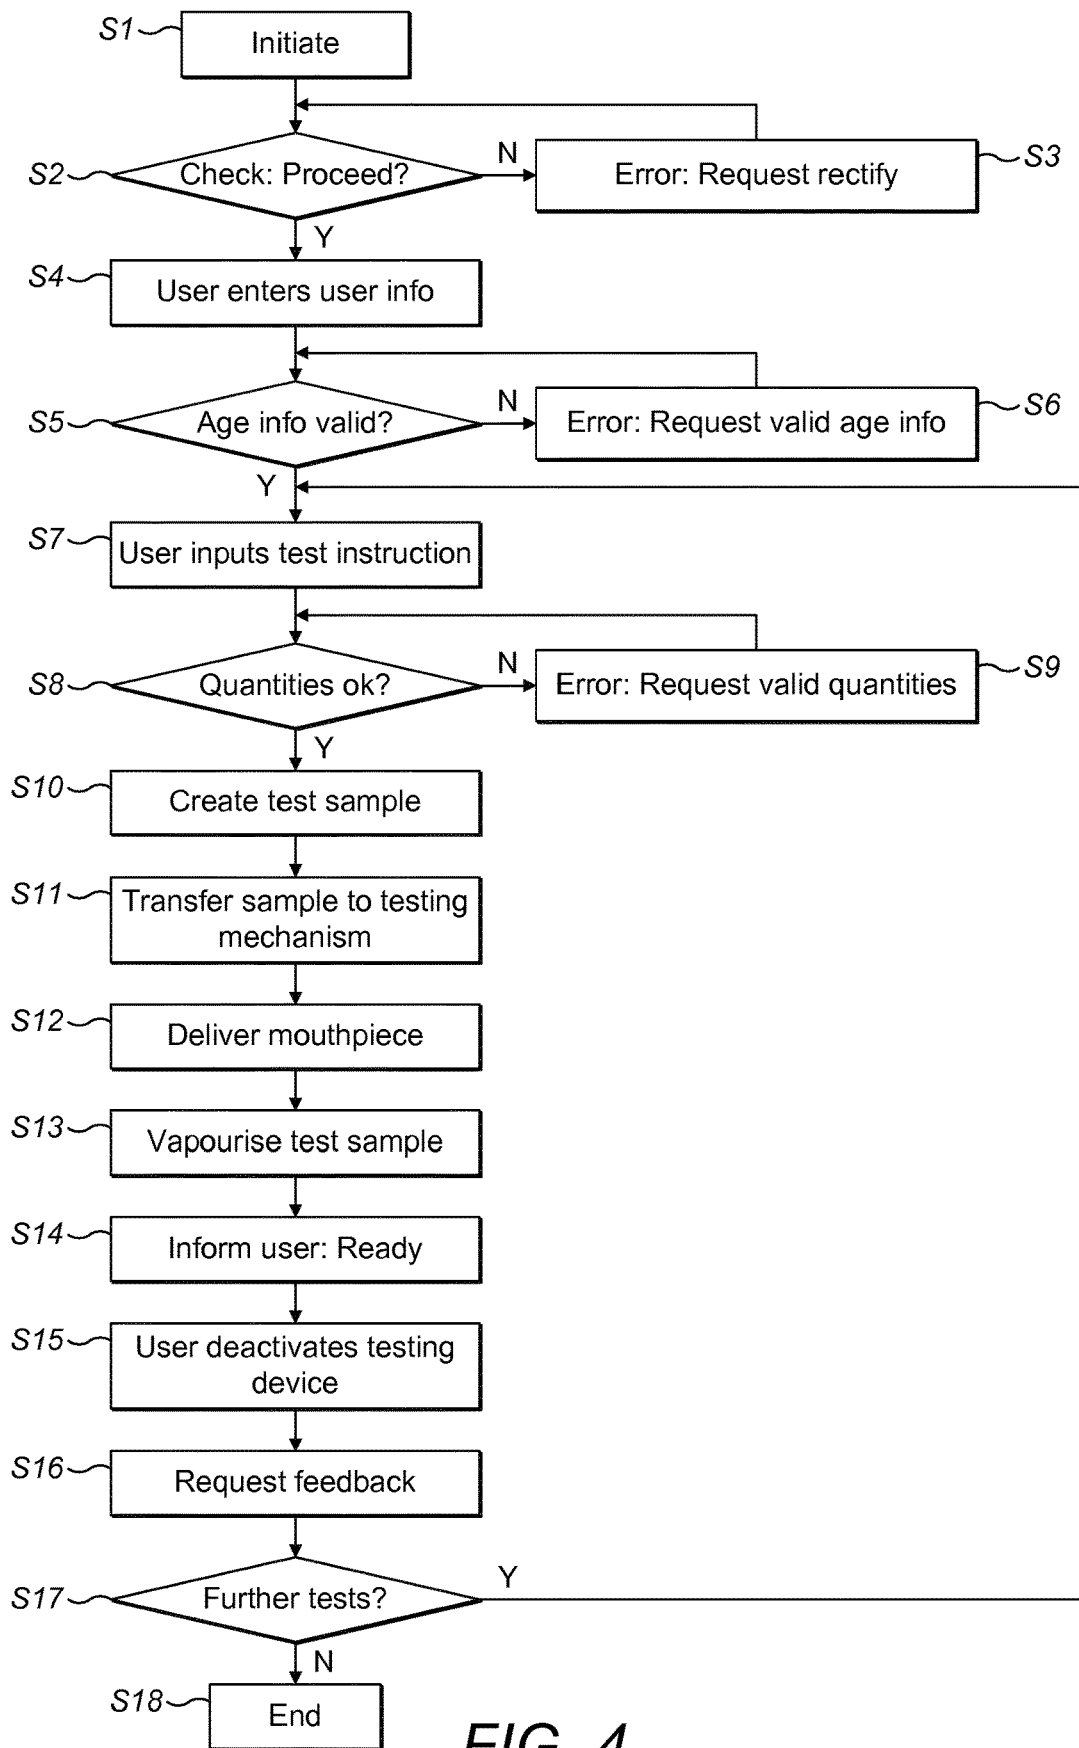 S1
Initiate
S2
Check: Proceed?
N
Error: Request rectify
S3
Y
S4
User enters user info
S5
Age info valid?
N
Error: Request valid age info
S6
Y
S7
User inputs test instruction
S8
Quantities ok?
N
Error: Request valid quantities
S9
Y
S10
Create test sample
S11
Transfer sample to testing
mechanism
S12
Deliver mouthpiece
S13
Vapourise test sample
S14
Inform user: Ready
S15
User deactivates testing
device
S16
Request feedback
S17
Further tests?
Y
N
S18
End
FIG. 4